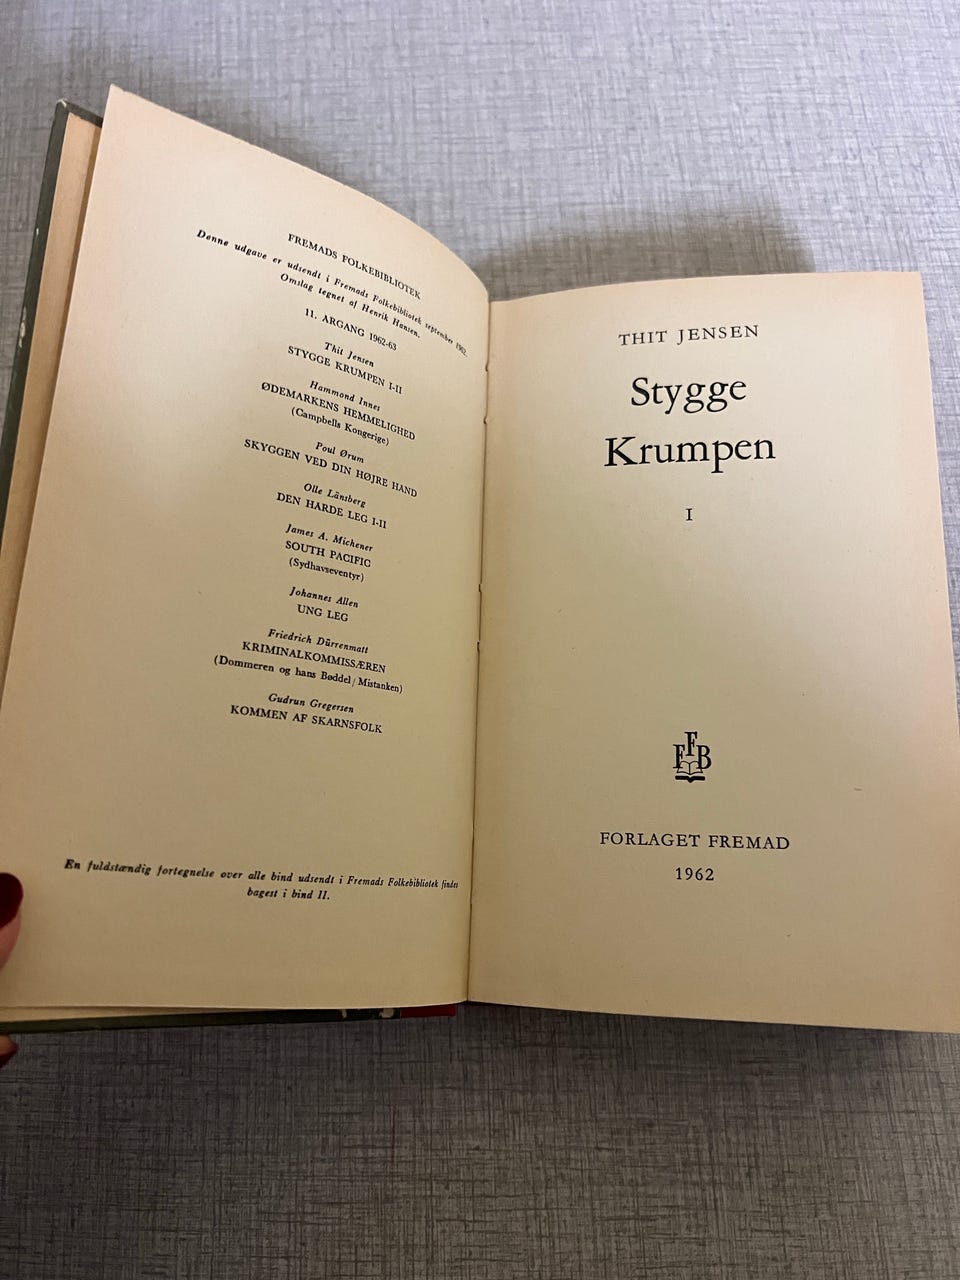 FREMADS FOLKEBIBLIOTEK
Denne udgave er udsendt i Fremads Folkebibliotek september 1962.
Omslag tegnet af Henrik Hansen.
11. ARGANG 1962-63
Thit Jensen
STYGGE KRUMPEN I-II
Hammond Innes
ØDEMARKENS HEMMELIGHED
(Campbells Kongerige)
Poul Ørum
SKYGGEN VED DIN HØJRE HAND
Olle Länsberg
DEN HARDE LEG I-II
James A. Michener
SOUTH PACIFIC
(Sydhavseventyr)
Johannes Allen
UNG LEG
Friedrich Dürrenmatt
KRIMINALKOMMISSÆREN
(Dommeren og hans Bøddel / Mistanken)
Gudrun Gregersen
KOMMEN AF SKARNSFOLK
En fuldstændig fortegnelse over alle bind udsendt i Fremads Folkebibliotek findes
bagest i bind II.
THIT JENSEN
Stygge
Krumpen
I
FFB
FORLAGET FREMAD
1962